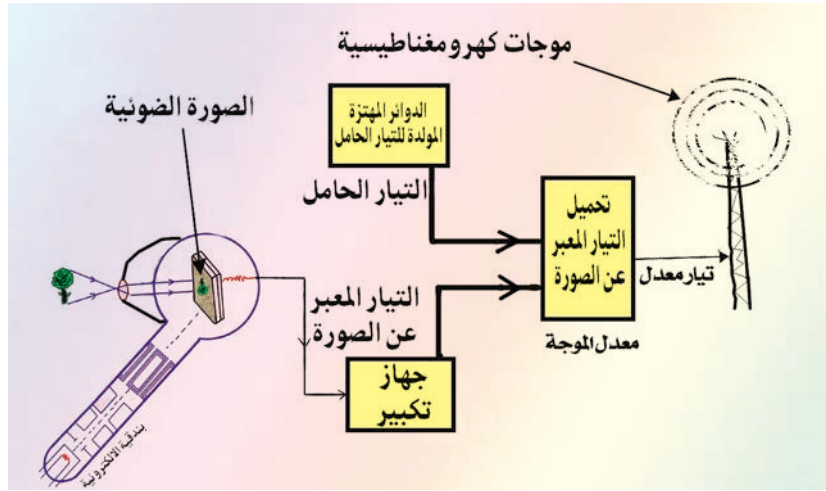 موجات كهرومغناطيسية
الصورة الضوئية
الدوائر المهتزة
المولدة للتيار الحامل
التيار الحامل
تحميل
التيار المعبر
عن الصورة
تيار معدل
معدل الموجة
التيار المعبر
عن الصورة
جهاز
تكبير
بندقية الالكترونية